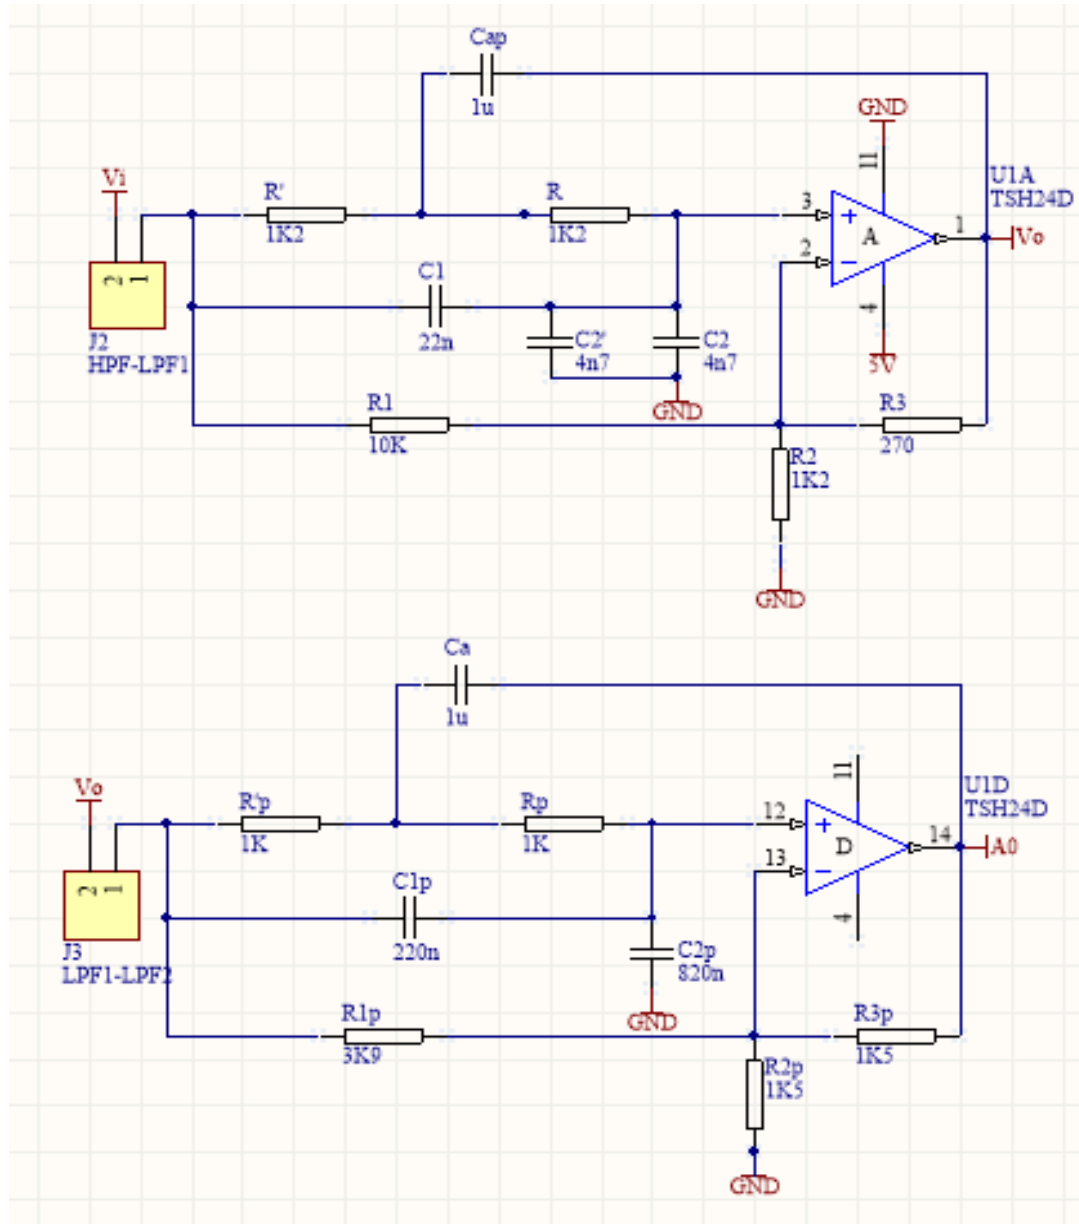 Cap
1u
GND
11
U1A
TSH24D
Vi
R'
1K2
R
1K2
3
+
A
1
Vo
2
−
2
1
C1
22n
C2'
4n7
C2
4n7
4
J2
HPF-LPF1
GND
5V
R1
10K
R3
270
R2
1K2
GND
Ca
1u
11
U1D
TSH24D
Vo
R'p
1K
Rp
1K
12
+
D
14
A0
13
−
2
1
C1p
220n
C2p
820n
4
J3
LPF1-LPF2
GND
R1p
3K9
R3p
1K5
R2p
1K5
GND